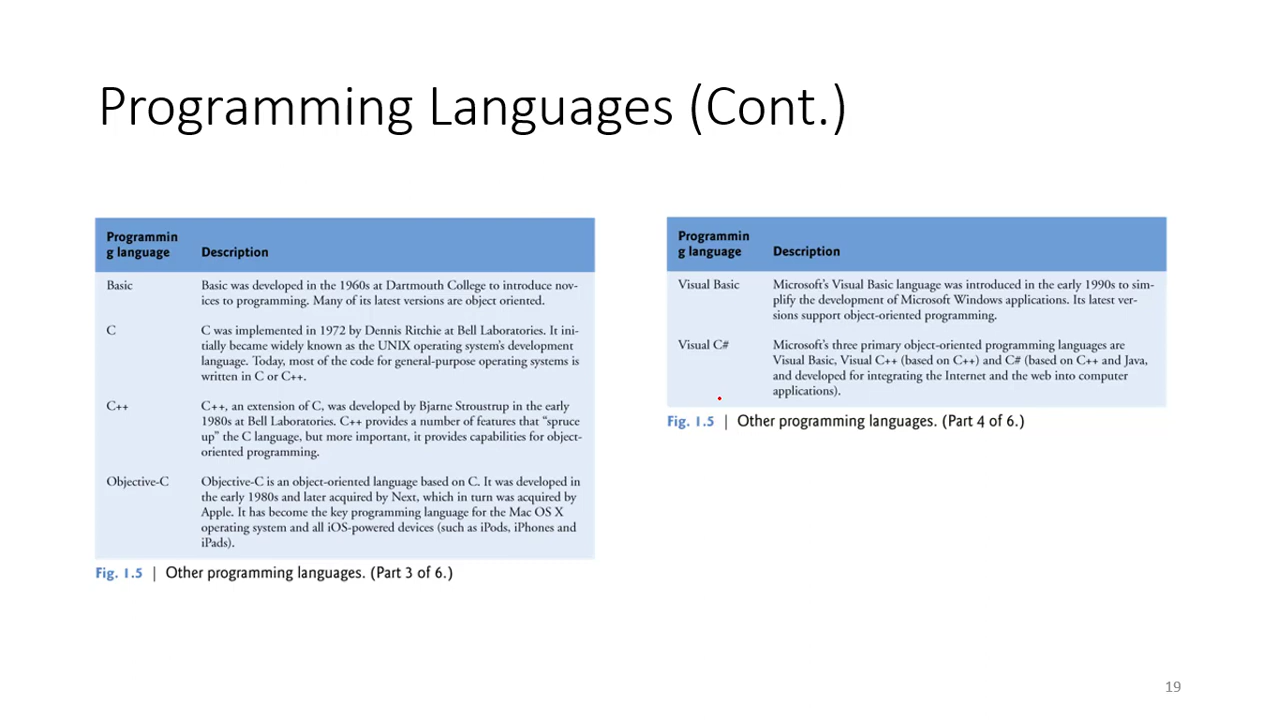 Programming Languages (Cont.)
Programmin
g language
Description
Basic
Basic was developed in the 1960s at Dartmouth College to introduce nov-
ices to programming. Many of its latest versions are object oriented.
C
C was implemented in 1972 by Dennis Ritchie at Bell Laboratories. It ini-
tially became widely known as the UNIX operating system’s development
language. Today, most of the code for general-purpose operating systems is
written in C or C++.
C++
C++, an extension of C, was developed by Bjarne Stroustrup in the early
1980s at Bell Laboratories. C++ provides a number of features that “spruce
up” the C language, but more important, it provides capabilities for object-
oriented programming.
Objective-C
Objective-C is an object-oriented language based on C. It was developed in
the early 1980s and later acquired by Next, which in turn was acquired by
Apple. It has become the key programming language for the Mac OS X
operating system and all iOS-powered devices (such as iPods, iPhones and
iPads).
Fig. 1.5 | Other programming languages. (Part 3 of 6.)
Programmin
g language
Description
Visual Basic
Microsoft’s Visual Basic language was introduced in the early 1990s to sim-
plify the development of Microsoft Windows applications. Its latest ver-
sions support object-oriented programming.
Visual C#
Microsoft’s three primary object-oriented programming languages are
Visual Basic, Visual C++ (based on C++) and C# (based on C++ and Java,
and developed for integrating the Internet and the web into computer
applications).
Fig. 1.5 | Other programming languages. (Part 4 of 6.)
19